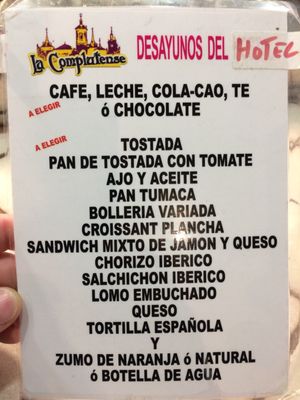 La Complutense
DESAYUNOS DEL HOTEL
CAFE, LECHE, COLA-CAO, TE
A ELEGIR
ó CHOCOLATE
A ELEGIR
TOSTADA
PAN DE TOSTADA CON TOMATE
AJO Y ACEITE
PAN TUMACA
BOLLERIA VARIADA
CROISSANT PLANCHA
SANDWICH MIXTO DE JAMON Y QUESO
CHORIZO IBERICO
SALCHICHON IBERICO
LOMO EMBUCHADO
QUESO
TORTILLA ESPAÑOLA
Y
ZUMO DE NARANJA ó NATURAL
ó BOTELLA DE AGUA